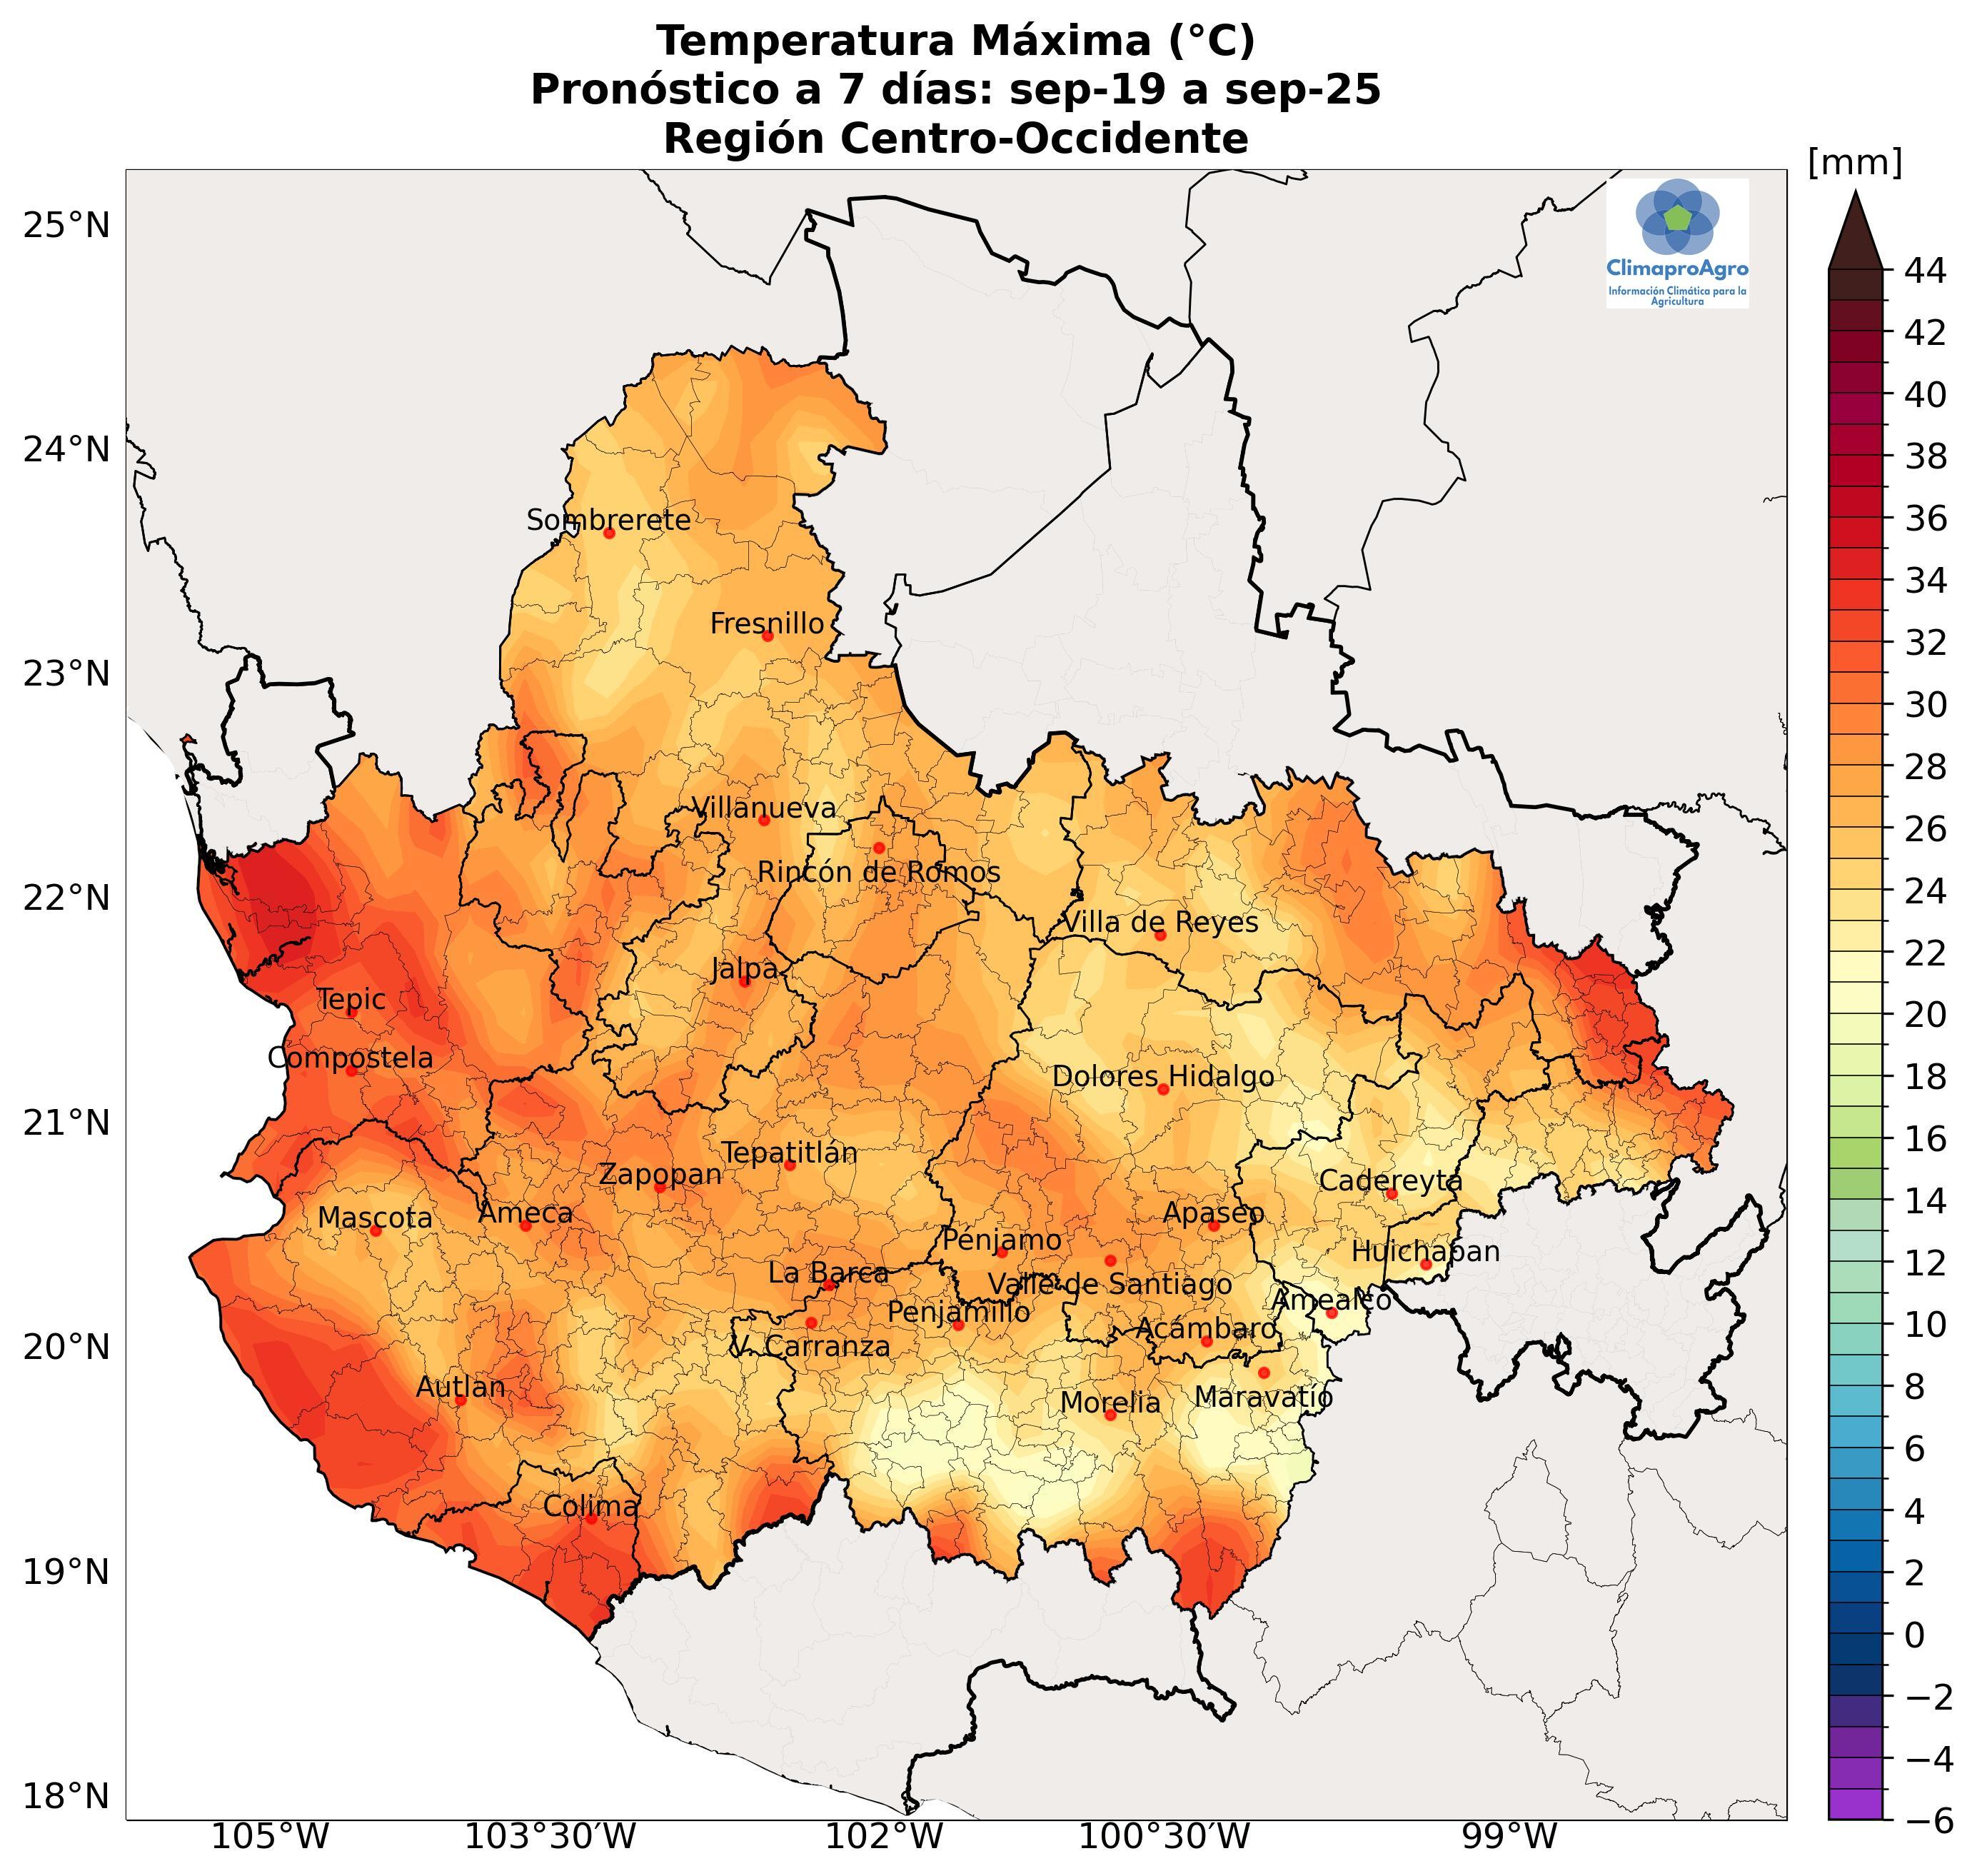 Temperatura Máxima (°C)
Pronóstico a 7 días: sep-19 a sep-25
Región Centro-Occidente
[mm]
ClimaproAgro
Información Climática para la
Agricultura
25°N
24°N
23°N
22°N
21°N
20°N
19°N
18°N
Sombrerete
Fresnillo
Villanueva
Rincón de Romos
Villa de Reyes
Jalpa
Tepic
Compostela
Dolores Hidalgo
Tepatitlán
Zapopan
Cadereyta
Mascota
Ameca
Apaseo
Pénjamo
Huichapan
La Barca
Valle de Santiago
Penjamillo
Amealco
Acámbaro
V. Carranza
Autlan
Morelia
Maravatío
Colima
105°W
103°30′W
102°W
100°30′W
99°W
44
42
40
38
36
34
32
30
28
26
24
22
20
18
16
14
12
10
8
6
4
2
0
−2
−4
−6